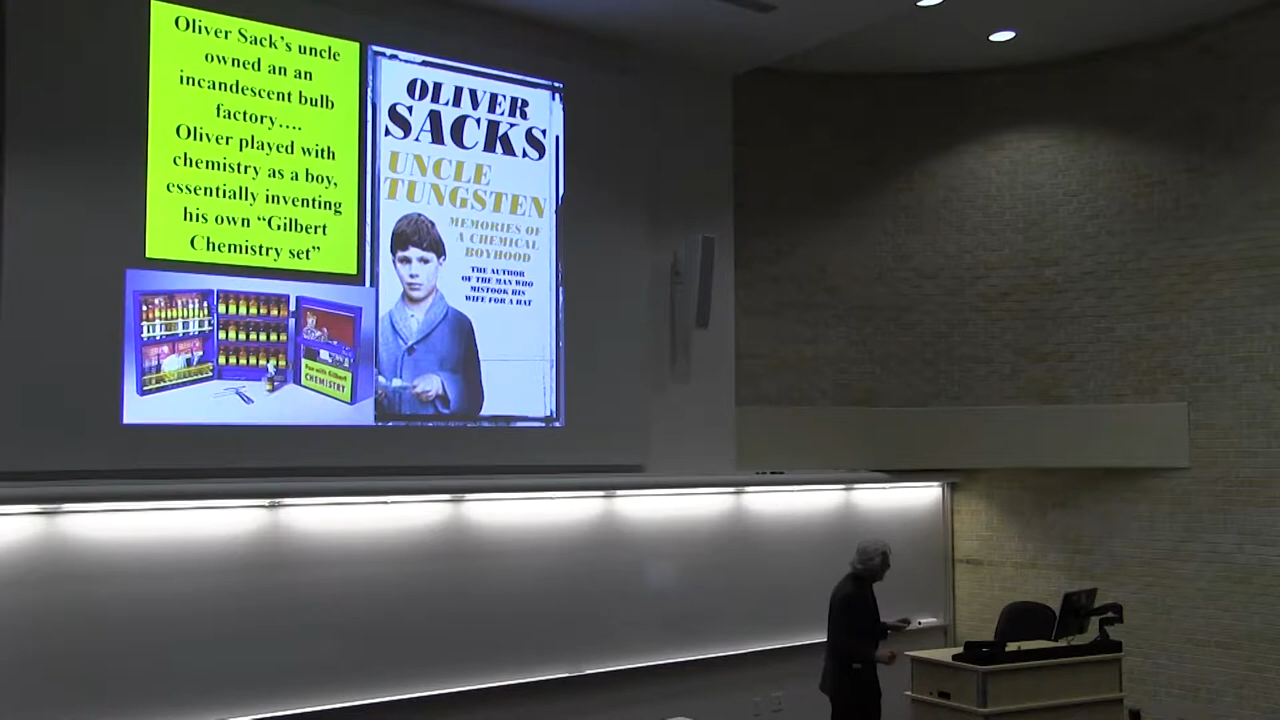 Oliver Sack's uncle
owned an an
incandescent bulb
factory....
Oliver played with
chemistry as a boy,
essentially inventing
his own “Gilbert
Chemistry set”
OLIVER
SACKS
UNCLE
TUNGSTEN
MEMORIES OF
A CHEMICAL
BOYHOOD
THE AUTHOR
OF THE MAN WHO
MISTOOK HIS
WIFE FOR A HAT
Fun with Gilbert
CHEMISTRY